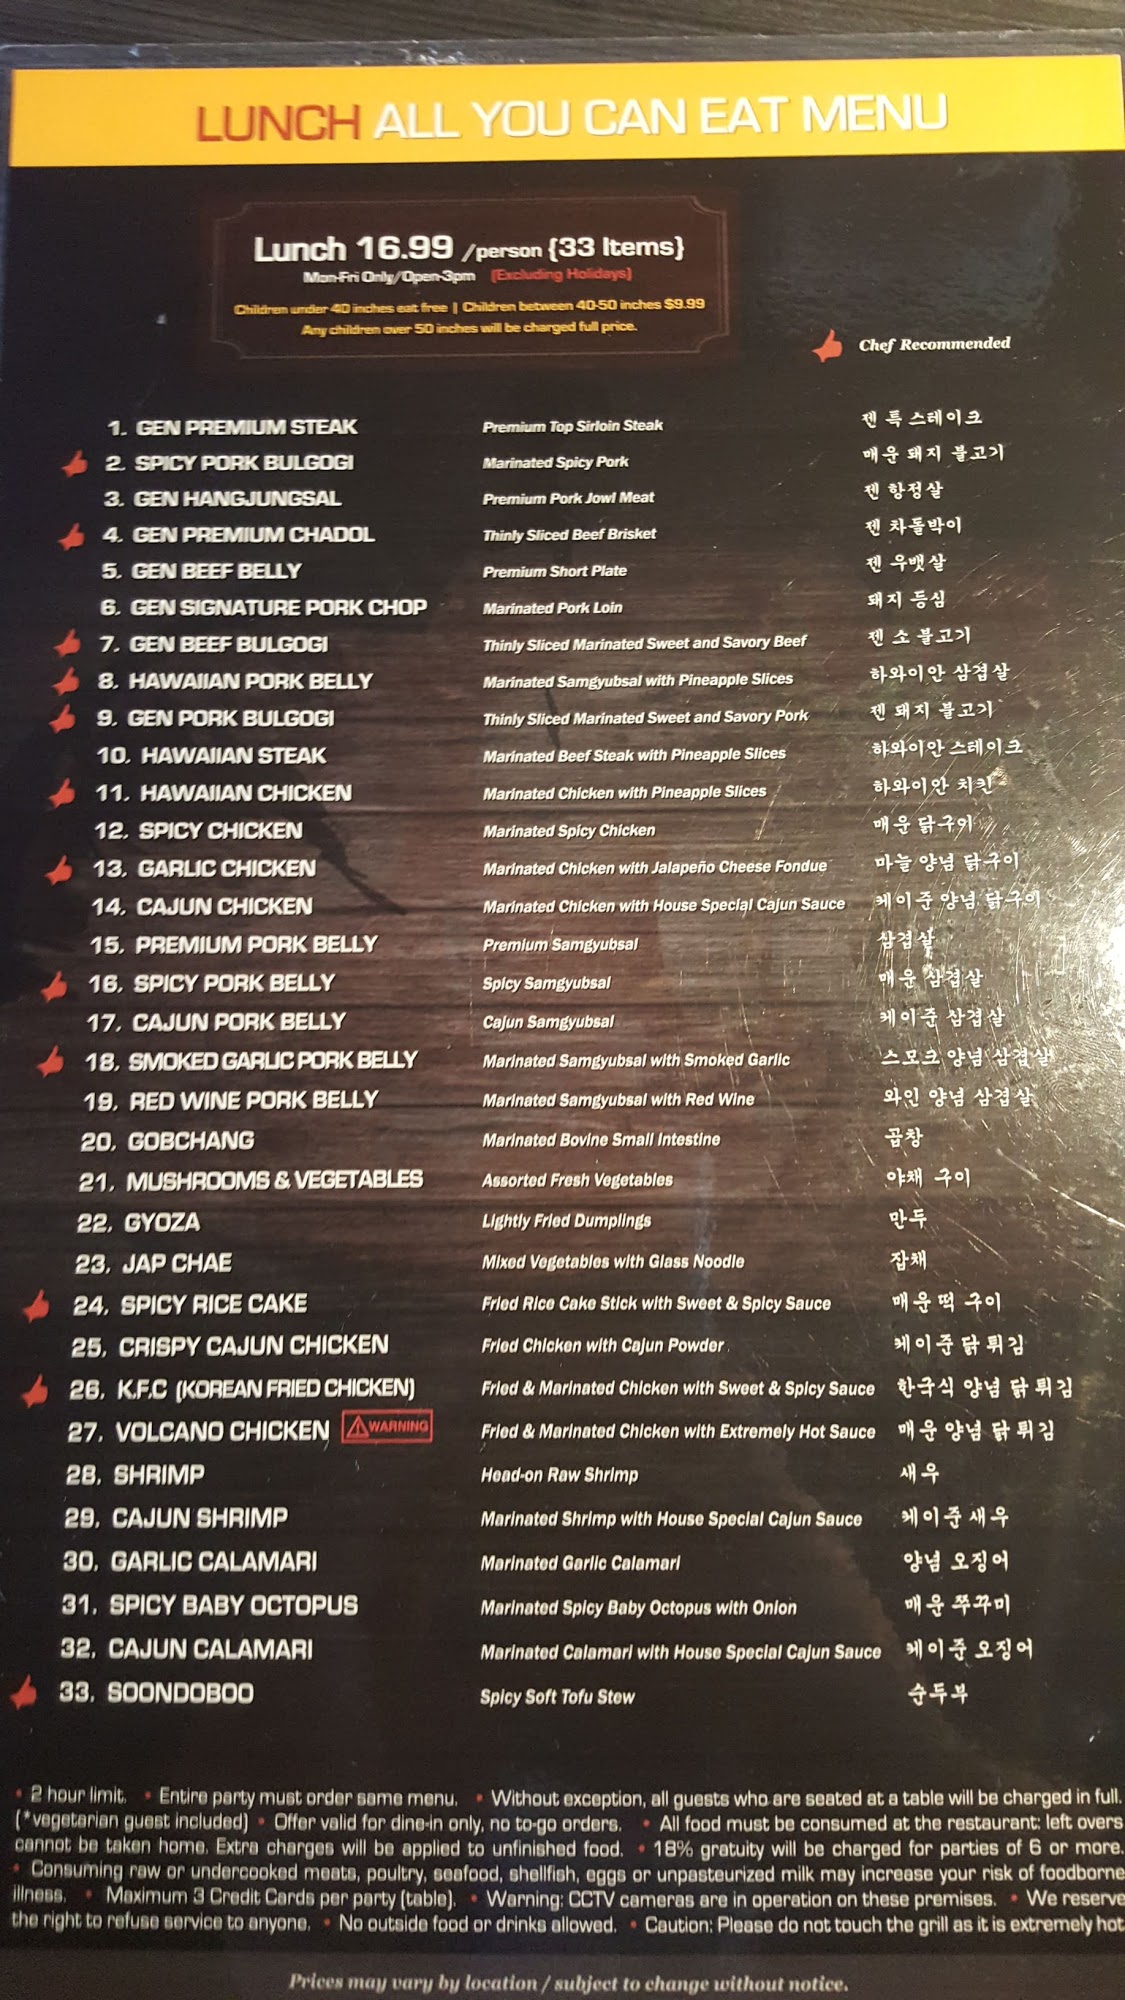 LUNCH ALL YOU CAN EAT MENU
Lunch 16.99 /person {33 Items}
Mon-Fri Only/Open-3pm (Excluding Holidays)
Children under 40 inches eat free | Children between 40-50 inches $9.99
Any children over 50 inches will be charged full price.
Chef Recommended
1. GEN PREMIUM STEAK Premium Top Sirloin Steak 젠 특 스테이크
2. SPICY PORK BULGOGI Marinated Spicy Pork 매운 돼지 불고기
3. GEN HANGJUNGSAL Premium Pork Jowl Meat 젠 항정살
4. GEN PREMIUM CHADOL Thinly Sliced Beef Brisket 젠 차돌박이
5. GEN BEEF BELLY Premium Short Plate 젠 우뱃살
6. GEN SIGNATURE PORK CHOP Marinated Pork Loin 돼지 등심
7. GEN BEEF BULGOGI Thinly Sliced Marinated Sweet and Savory Beef 젠 소 불고기
8. HAWAIIAN PORK BELLY Marinated Samgyubsal with Pineapple Slices 하와이안 삼겹살
9. GEN PORK BULGOGI Thinly Sliced Marinated Sweet and Savory Pork 젠 돼지 불고기
10. HAWAIIAN STEAK Marinated Beef Steak with Pineapple Slices 하와이안 스테이크
11. HAWAIIAN CHICKEN Marinated Chicken with Pineapple Slices 하와이안 치킨
12. SPICY CHICKEN Marinated Spicy Chicken 매운 닭구이
13. GARLIC CHICKEN Marinated Chicken with Jalapeño Cheese Fondue 마늘 양념 닭구이
14. CAJUN CHICKEN Marinated Chicken with House Special Cajun Sauce 케이준 양념 닭구이
15. PREMIUM PORK BELLY Premium Samgyubsal 삼겹살
16. SPICY PORK BELLY Spicy Samgyubsal 매운 삼겹살
17. CAJUN PORK BELLY Cajun Samgyubsal 케이준 삼겹살
18. SMOKED GARLIC PORK BELLY Marinated Samgyubsal with Smoked Garlic 스모크 양념 삼겹살
19. RED WINE PORK BELLY Marinated Samgyubsal with Red Wine 와인 양념 삼겹살
20. GOBCHANG Marinated Bovine Small Intestine 곱창
21. MUSHROOMS & VEGETABLES Assorted Fresh Vegetables 야채 구이
22. GYOZA Lightly Fried Dumplings 만두
23. JAP CHAE Mixed Vegetables with Glass Noodle 잡채
24. SPICY RICE CAKE Fried Rice Cake Stick with Sweet & Spicy Sauce 매운떡 구이
25. CRISPY CAJUN CHICKEN Fried Chicken with Cajun Powder 케이준 닭 튀김
26. K.F.C (KOREAN FRIED CHICKEN) Fried & Marinated Chicken with Sweet & Spicy Sauce 한국식 양념 닭 튀김
27. VOLCANO CHICKEN WARNING Fried & Marinated Chicken with Extremely Hot Sauce 매운 양념 닭 튀김
28. SHRIMP Head-on Raw Shrimp 새우
29. CAJUN SHRIMP Marinated Shrimp with House Special Cajun Sauce 케이준 새우
30. GARLIC CALAMARI Marinated Garlic Calamari 양념 오징어
31. SPICY BABY OCTOPUS Marinated Spicy Baby Octopus with Onion 매운 쭈꾸미
32. CAJUN CALAMARI Marinated Calamari with House Special Cajun Sauce 케이준 오징어
33. SOONDOBOO Spicy Soft Tofu Stew 순두부
• 2 hour limit. • Entire party must order same menu. • Without exception, all guests who are seated at a table will be charged in full.
(*vegetarian guest included) • Offer valid for dine-in only, no to-go orders. • All food must be consumed at the restaurant: left overs
cannot be taken home. Extra charges will be applied to unfinished food. • 18% gratuity will be charged for parties of 6 or more.
• Consuming raw or undercooked meats, poultry, seafood, shellfish, eggs or unpasteurized milk may increase your risk of foodborne
illness. • Maximum 3 Credit Cards per party (table). • Warning: CCTV cameras are in operation on these premises. • We reserve
the right to refuse service to anyone. • No outside food or drinks allowed. • Caution: Please do not touch the grill as it is extremely hot
Prices may vary by location / subject to change without notice.